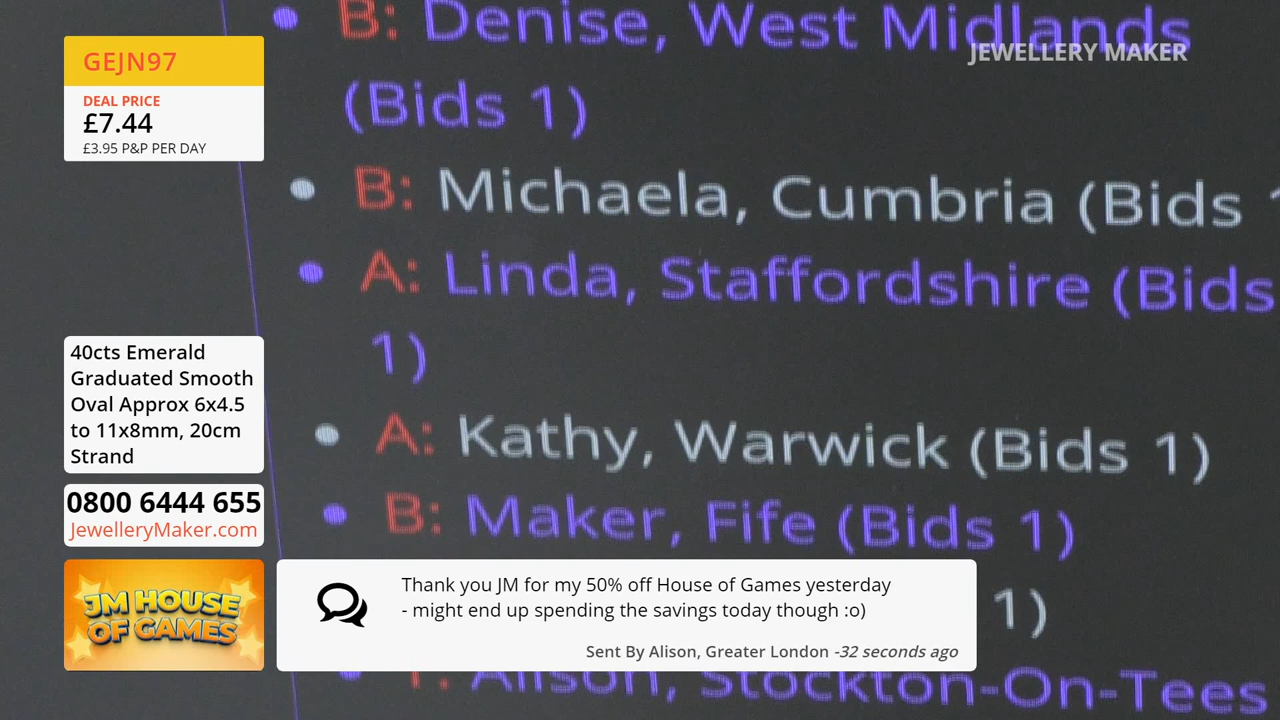 B: Denise, West Midlands
(Bids 1)
JEWELLERY MAKER
GEJN97
DEAL PRICE
£7.44
£3.95 P&P PER DAY
B: Michaela, Cumbria (Bids
A: Linda, Staffordshire (Bids
1)
A: Kathy, Warwick (Bids 1)
B: Maker, Fife (Bids 1)
1)
Alison, Stockton-On-Tees
40cts Emerald
Graduated Smooth
Oval Approx 6x4.5
to 11x8mm, 20cm
Strand
0800 6444 655
JewelleryMaker.com
JM HOUSE
OF GAMES
Thank you JM for my 50% off House of Games yesterday
- might end up spending the savings today though :o)
Sent By Alison, Greater London -32 seconds ago